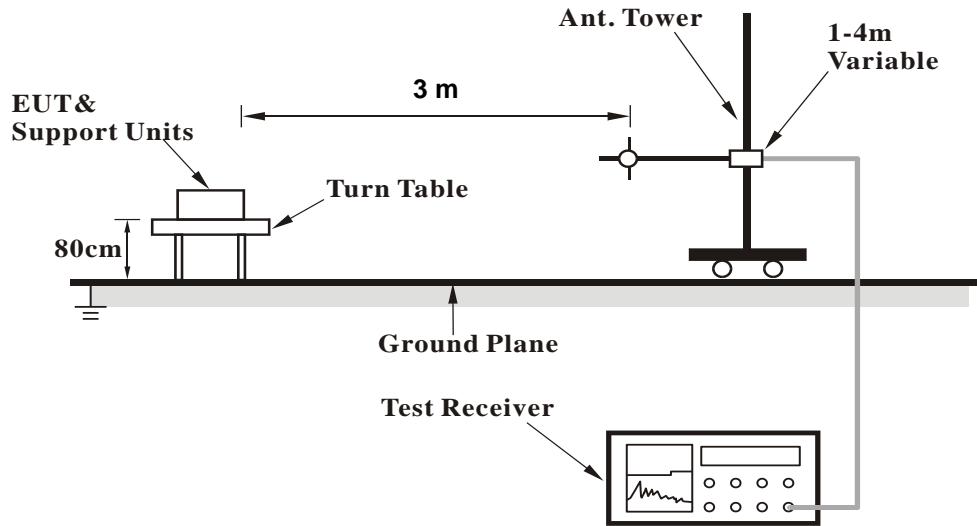 Ant. Tower
1-4m
Variable
3 m
EUT&
Support Units
Turn Table
80cm
Ground Plane
Test Receiver